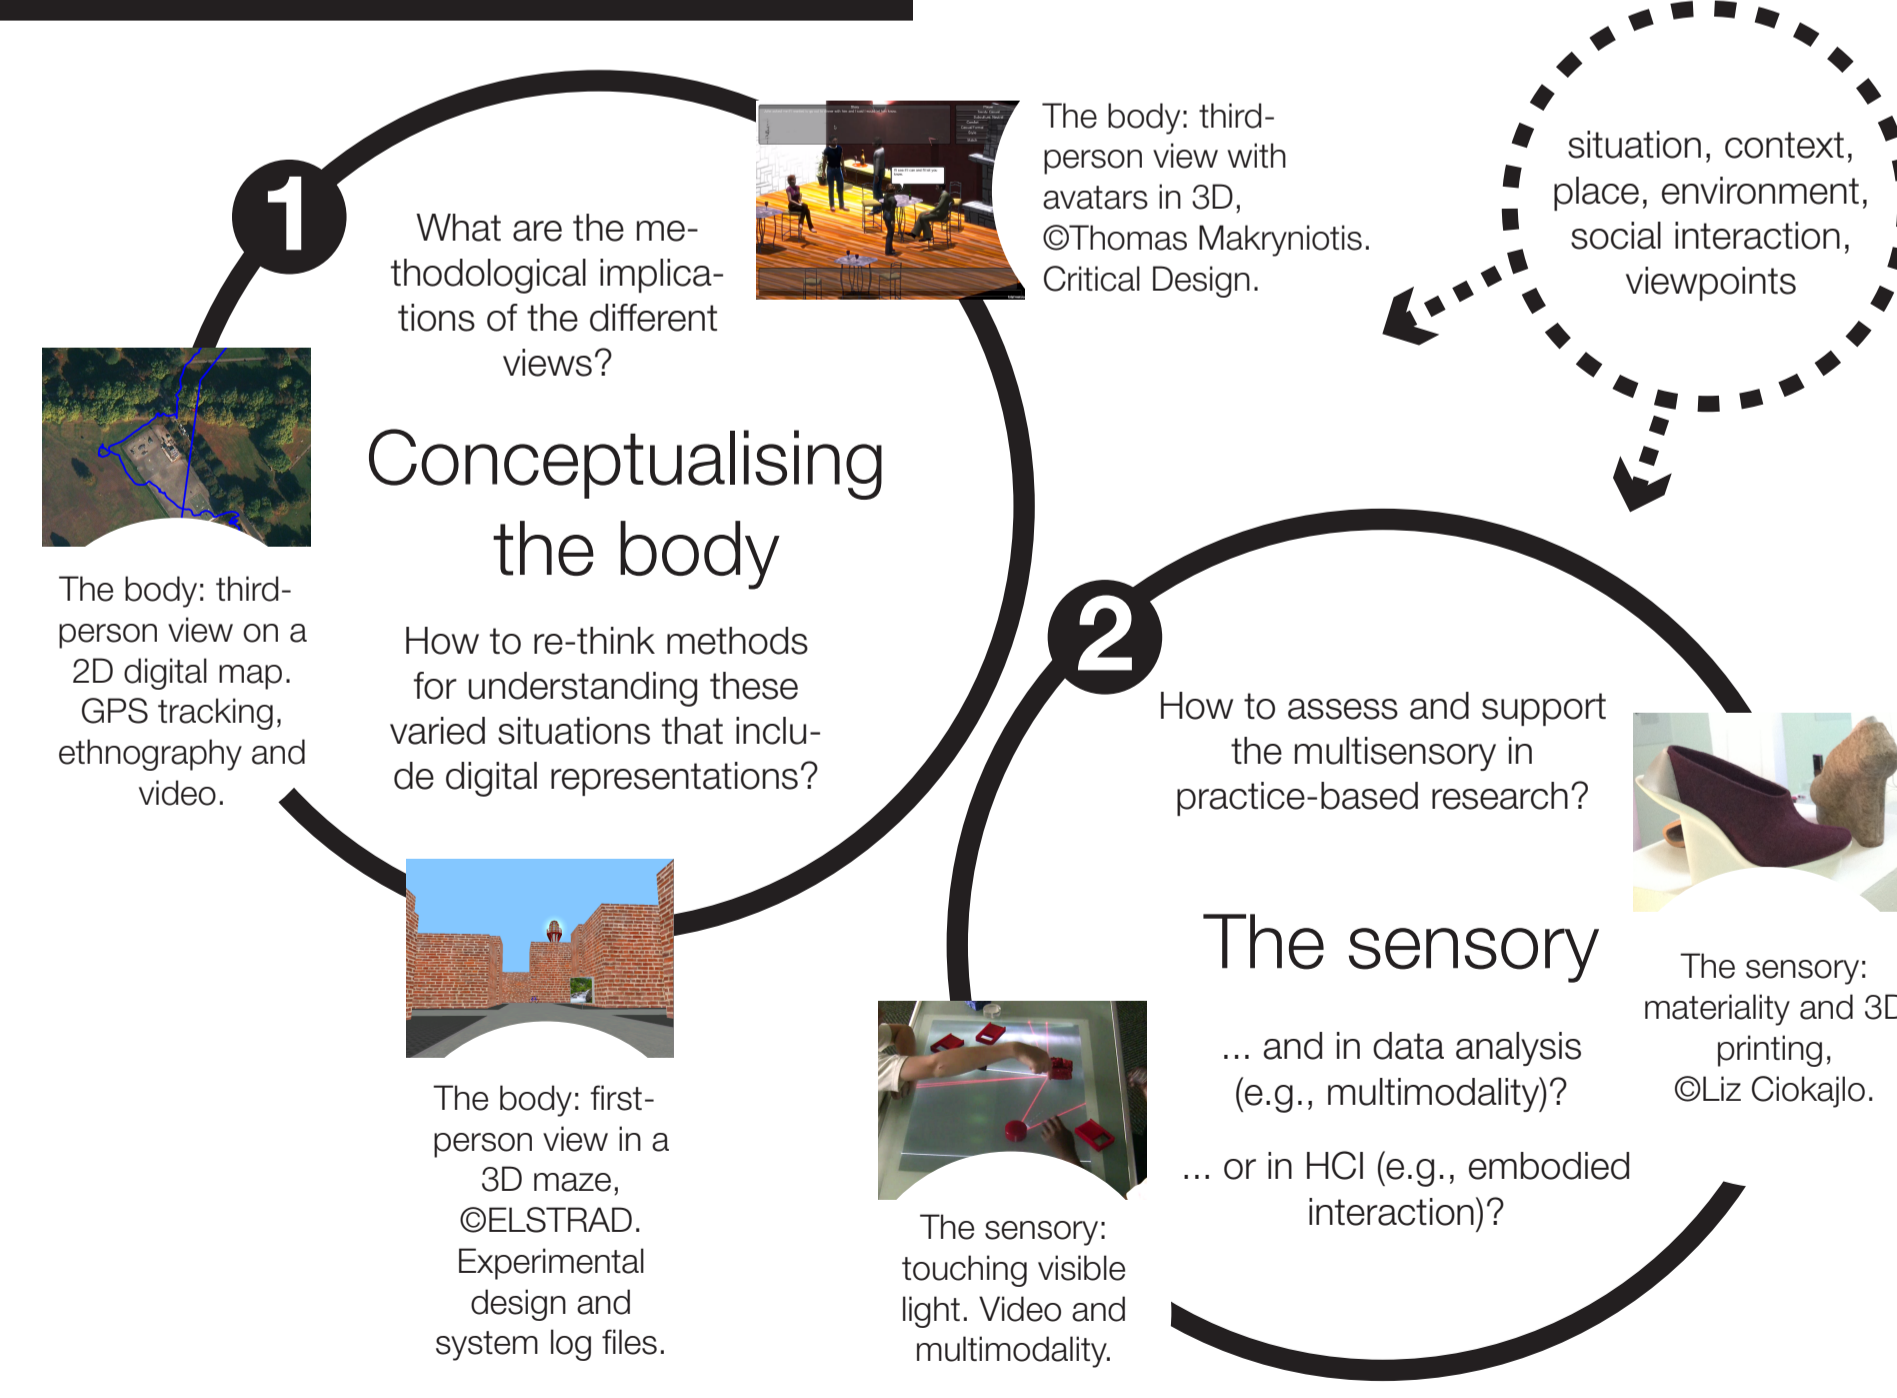 1
What are the me-
thodological implica-
tions of the different
views?
Conceptualising
the body
How to re-think methods
for understanding these
varied situations that inclu-
de digital representations?
The body: third-
person view with
avatars in 3D,
©Thomas Makryniotis.
Critical Design.
situation, context,
place, environment,
social interaction,
viewpoints
The body: third-
person view on a
2D digital map.
GPS tracking,
ethnography and
video.
The body: first-
person view in a
3D maze,
©ELSTRAD.
Experimental
design and
system log files.
2
How to assess and support
the multisensory in
practice-based research?
The sensory
... and in data analysis
(e.g., multimodality)?
... or in HCI (e.g., embodied
interaction)?
The sensory:
materiality and 3D
printing,
©Liz Ciokajlo.
The sensory:
touching visible
light. Video and
multimodality.